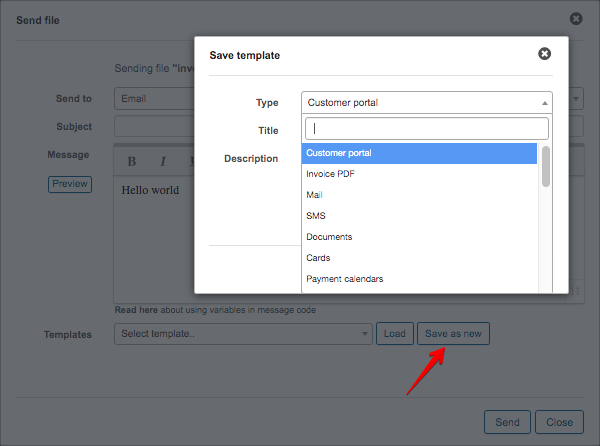 Send file
Sending file "inv
Send to
Email
Subject
Message
B I
Preview
Hello world
Read here about using variables in message code
Templates
Select template..
Load
Save as new
Send
Close
Save template
Type
Customer portal
Title
Description
Customer portal
Invoice PDF
Mail
SMS
Documents
Cards
Payment calendars